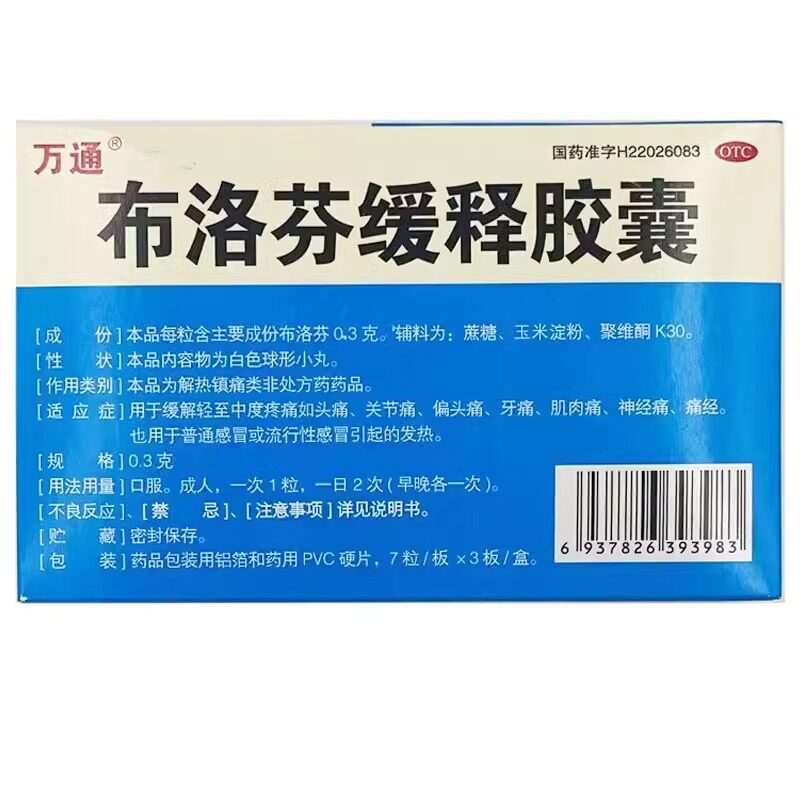 万通®
国药准字H22026083 OTC
布洛芬缓释胶囊
[成 份] 本品每粒含主要成份布洛芬0.3克。辅料为：蔗糖、玉米淀粉、聚维酮K30。
[性 状] 本品内容物为白色球形小丸。
[作用类别] 本品为解热镇痛类非处方药药品。
[适应症] 用于缓解轻至中度疼痛如头痛、关节痛、偏头痛、牙痛、肌肉痛、神经痛、痛经。
也用于普通感冒或流行性感冒引起的发热。
[规 格] 0.3克
[用法用量] 口服。成人，一次1粒，一日2次（早晚各一次）。
[不良反应]、[禁 忌]、[注意事项] 详见说明书。
[贮 藏] 密封保存。
[包 装] 药品包装用铝箔和药用PVC硬片，7粒/板×3板/盒。
6 937826 393983